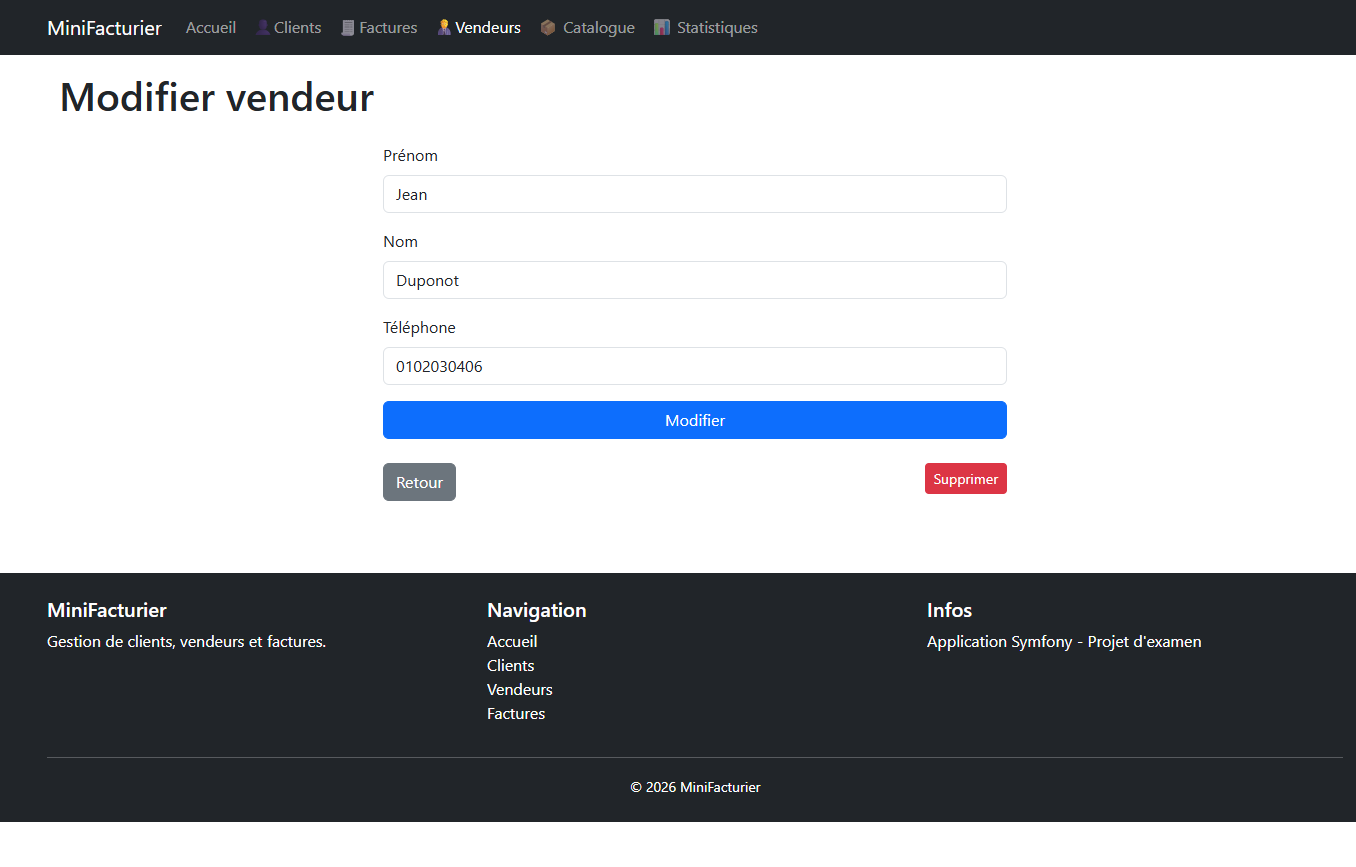 MiniFacturier Accueil Clients Factures Vendeurs Catalogue Statistiques
Modifier vendeur
Prénom
Jean
Nom
Duponot
Téléphone
0102030406
Modifier
Retour Supprimer
MiniFacturier
Gestion de clients, vendeurs et factures.
Navigation
Accueil
Clients
Vendeurs
Factures
Infos
Application Symfony - Projet d'examen
© 2026 MiniFacturier